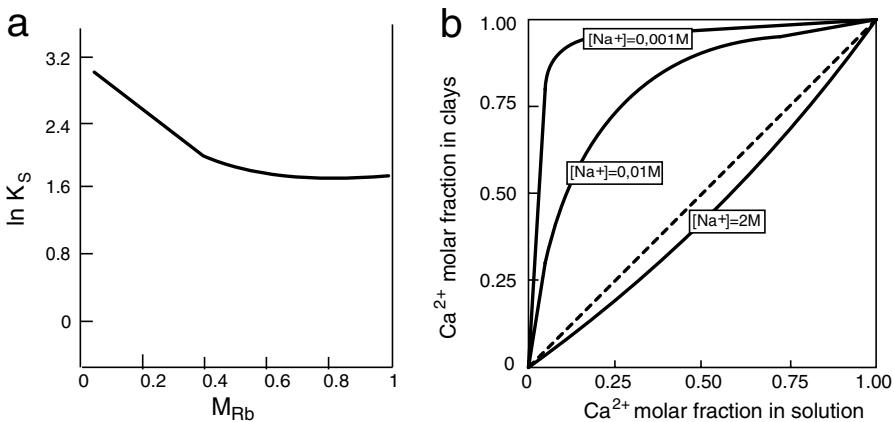 a
3.2
2.4
1.6
0.8
0
ln K_S
0 0.2 0.4 0.6 0.8 1
M_Rb
b
1.00
0.75
0.50
0.25
0
Ca²⁺ molar fraction in clays
[Na⁺]=0,001M
[Na⁺]=0,01M
[Na⁺]=2M
0 0.25 0.50 0.75 1.00
Ca²⁺ molar fraction in solution